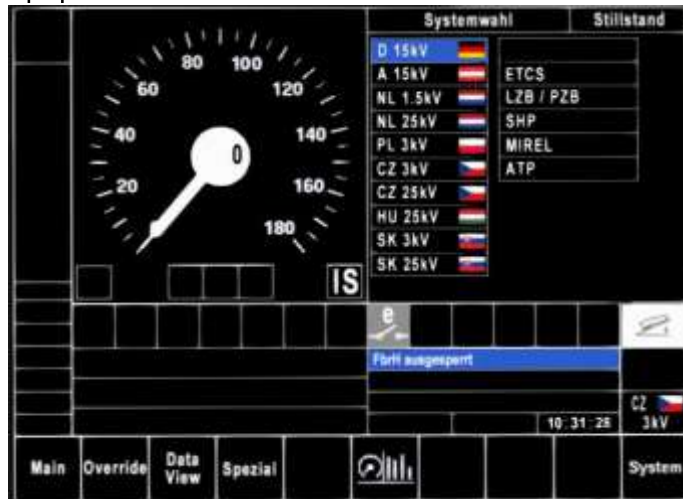 Systemwahl Stillstand
D 15kV
A 15kV ETCS
NL 1.5kV LZB / PZB
NL 25kV SHP
PL 3kV MIREL
CZ 3kV ATP
CZ 25kV
HU 25kV
SK 3kV
SK 25kV
80 100
60 120
40 140
0
20 160
180
IS
e
FbrH ausgesperrt
CZ
10:31:28 3kV
Main Override Data View Spezial System